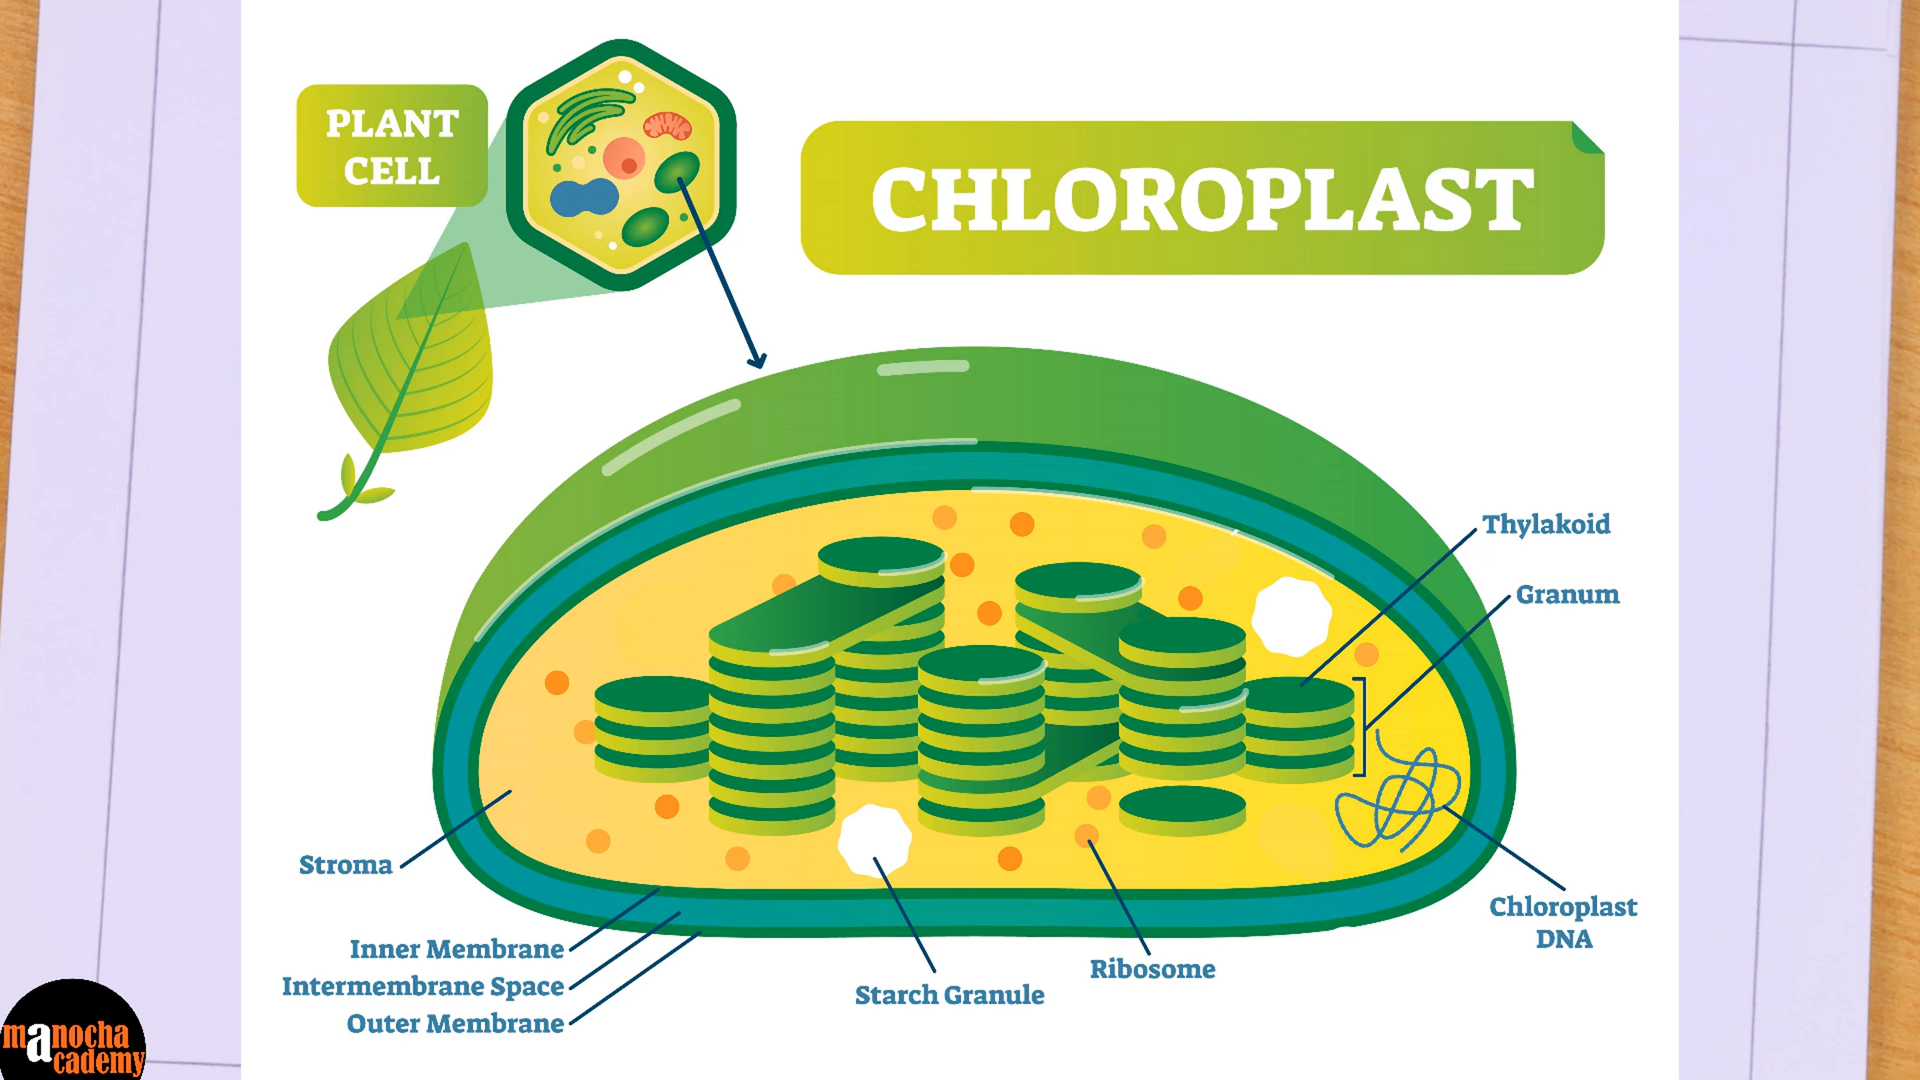 PLANT
CELL
CHLOROPLAST
Thylakoid
Granum
Stroma
Chloroplast
DNA
Inner Membrane
Ribosome
Intermembrane Space
Starch Granule
Outer Membrane
manocha
academy